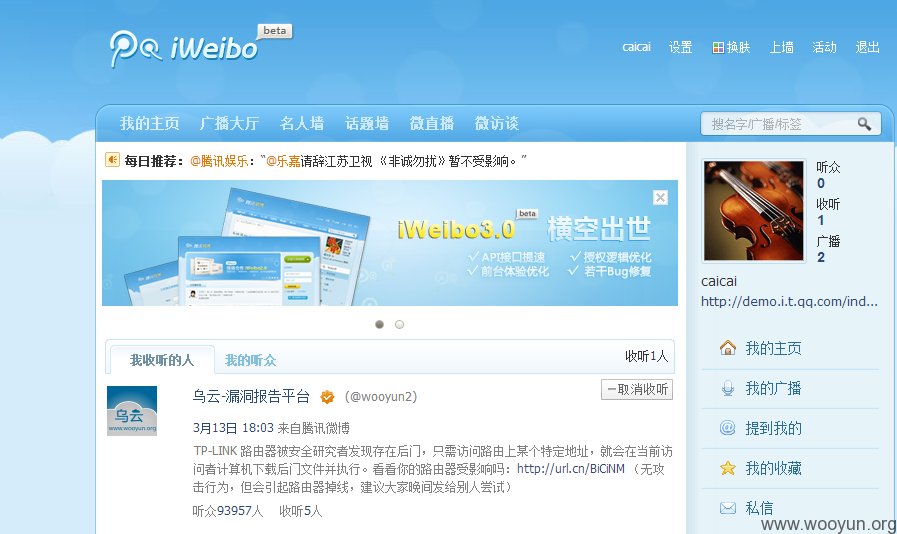 iWeibo beta
caicai 设置 换肤 上墙 活动 退出
我的主页 广播大厅 名人墙 话题墙 微直播 微访谈
搜名字/广播/标签
每日推荐：@腾讯娱乐：“@乐嘉请辞江苏卫视 《非诚勿扰》暂不受影响。”
iWeibo3.0 beta 横空出世
✓API接口提速 ✓授权逻辑优化
✓前台体验优化 ✓若干Bug修复
我收听的人 我的听众 收听1人
乌云-漏洞报告平台 (@wooyun2) 一取消收听
乌云
www.wooyun.org
3月13日 18:03 来自腾讯微博
TP-LINK 路由器被安全研究者发现存在后门，只需访问路由上某个特定地址，就会在当前访
问者计算机下载后门文件并执行。看看你的路由器受影响吗：http://url.cn/BiCiNM （无攻
击行为，但会引起路由器掉线，建议大家晚间发给别人尝试）
听众93957人 收听5人
听众
0
收听
1
广播
2
caicai
http://demo.i.t.qq.com/ind...
我的主页
我的广播
提到我的
我的收藏
私信
www.wooyun.org